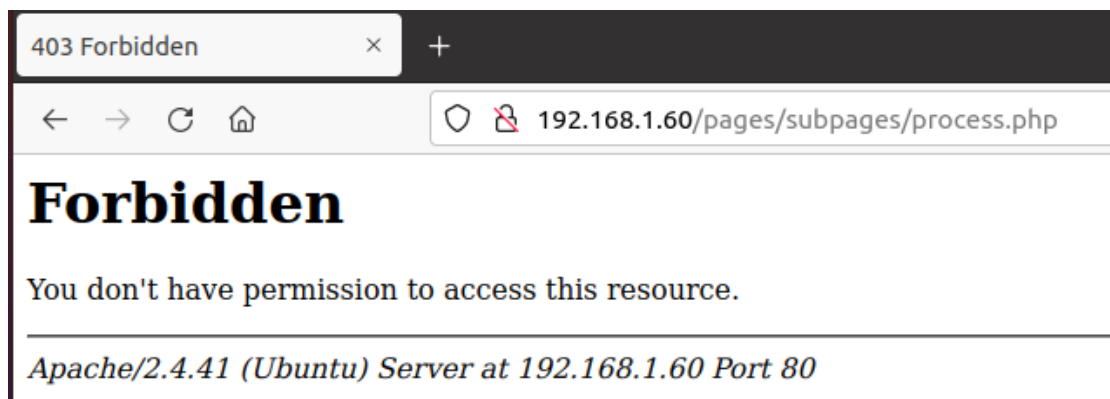 403 Forbidden
192.168.1.60/pages/subpages/process.php
Forbidden
You don't have permission to access this resource.
Apache/2.4.41 (Ubuntu) Server at 192.168.1.60 Port 80